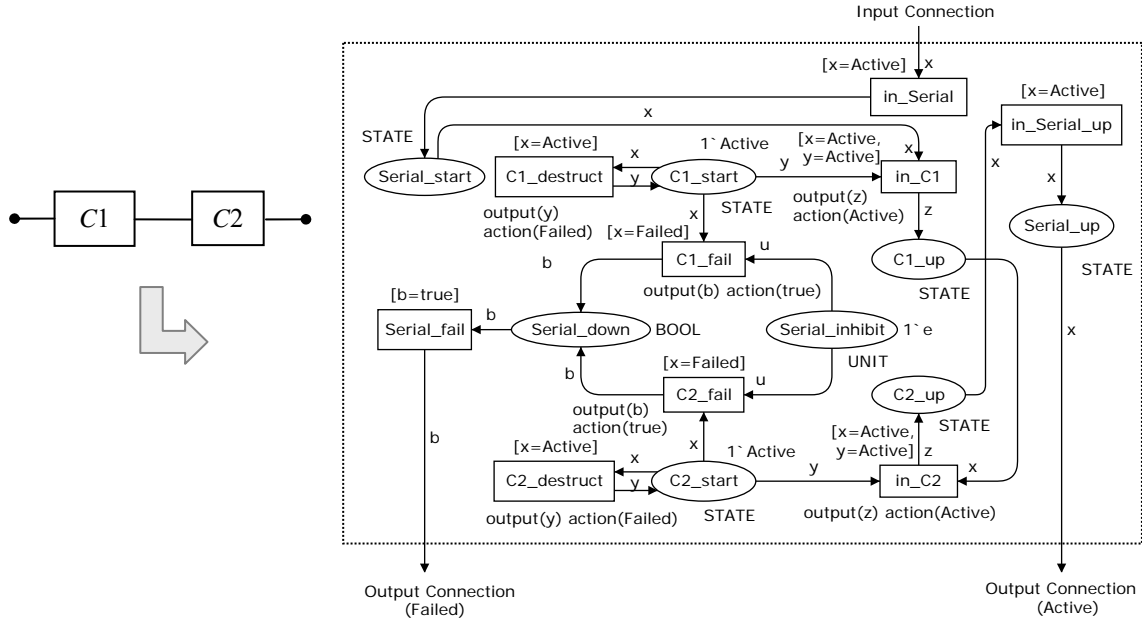 Input Connection
[x=Active]
x
in_Serial
[x=Active]
in_Serial_up
x
x
STATE
Serial_start
x
[x=Active]
C1_destruct
x
y
output(y)
action(Failed)
1`Active
C1_start
STATE
y
[x=Active,
y=Active]
x
in_C1
output(z)
action(Active)
z
x
Serial_up
STATE
x
[x=Failed]
C1_fail
u
output(b) action(true)
C1_up
STATE
C1
C2
b
[b=true]
Serial_fail
b
Serial_down
BOOL
Serial_inhibit
1`e
UNIT
x
b
[x=Failed]
C2_fail
u
output(b)
action(true)
C2_up
STATE
b
[x=Active]
C2_destruct
x
y
output(y) action(Failed)
x
1`Active
C2_start
STATE
y
[x=Active,
y=Active]
z
x
in_C2
output(z) action(Active)
Output Connection
(Failed)
Output Connection
(Active)